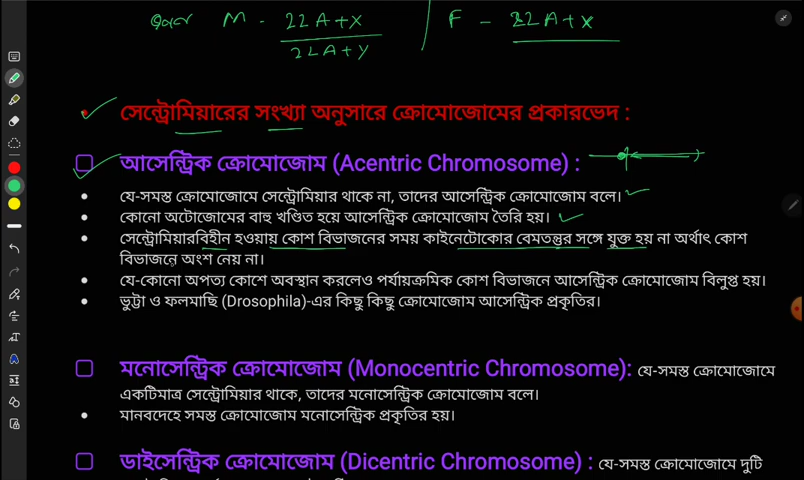 M - 22A+X F - 22A+X
22A+Y
সেন্ট্রোমিয়ারের সংখ্যা অনুসারে ক্রোমোজোমের প্রকারভেদ :
আসেন্ট্রিক ক্রোমোজোম (Acentric Chromosome) :
যে-সমস্ত ক্রোমোজোমে সেন্ট্রোমিয়ার থাকে না, তাদের আসেন্ট্রিক ক্রোমোজোম বলে।
কোনো অটোজোমের বাহু খণ্ডিত হয়ে আসেন্ট্রিক ক্রোমোজোম তৈরি হয়।
সেন্ট্রোমিয়ারবিহীন হওয়ায় কোশ বিভাজনের সময় কাইনেটোকোর বেমতন্তুর সঙ্গে যুক্ত হয় না অর্থাৎ কোশ
বিভাজনে অংশ নেয় না।
যে-কোনো অপত্য কোশে অবস্থান করলেও পর্যায়ক্রমিক কোশ বিভাজনে আসেন্ট্রিক ক্রোমোজোম বিলুপ্ত হয়।
ভুট্টা ও ফলমাছি (Drosophila)-এর কিছু কিছু ক্রোমোজোম আসেন্ট্রিক প্রকৃতির।
মনোসেন্ট্রিক ক্রোমোজোম (Monocentric Chromosome): যে-সমস্ত ক্রোমোজোমে
একটিমাত্র সেন্ট্রোমিয়ার থাকে, তাদের মনোসেন্ট্রিক ক্রোমোজোম বলে।
মানবদেহে সমস্ত ক্রোমোজোম মনোসেন্ট্রিক প্রকৃতির হয়।
ডাইসেন্ট্রিক ক্রোমোজোম (Dicentric Chromosome) : যে-সমস্ত ক্রোমোজোমে দুটি